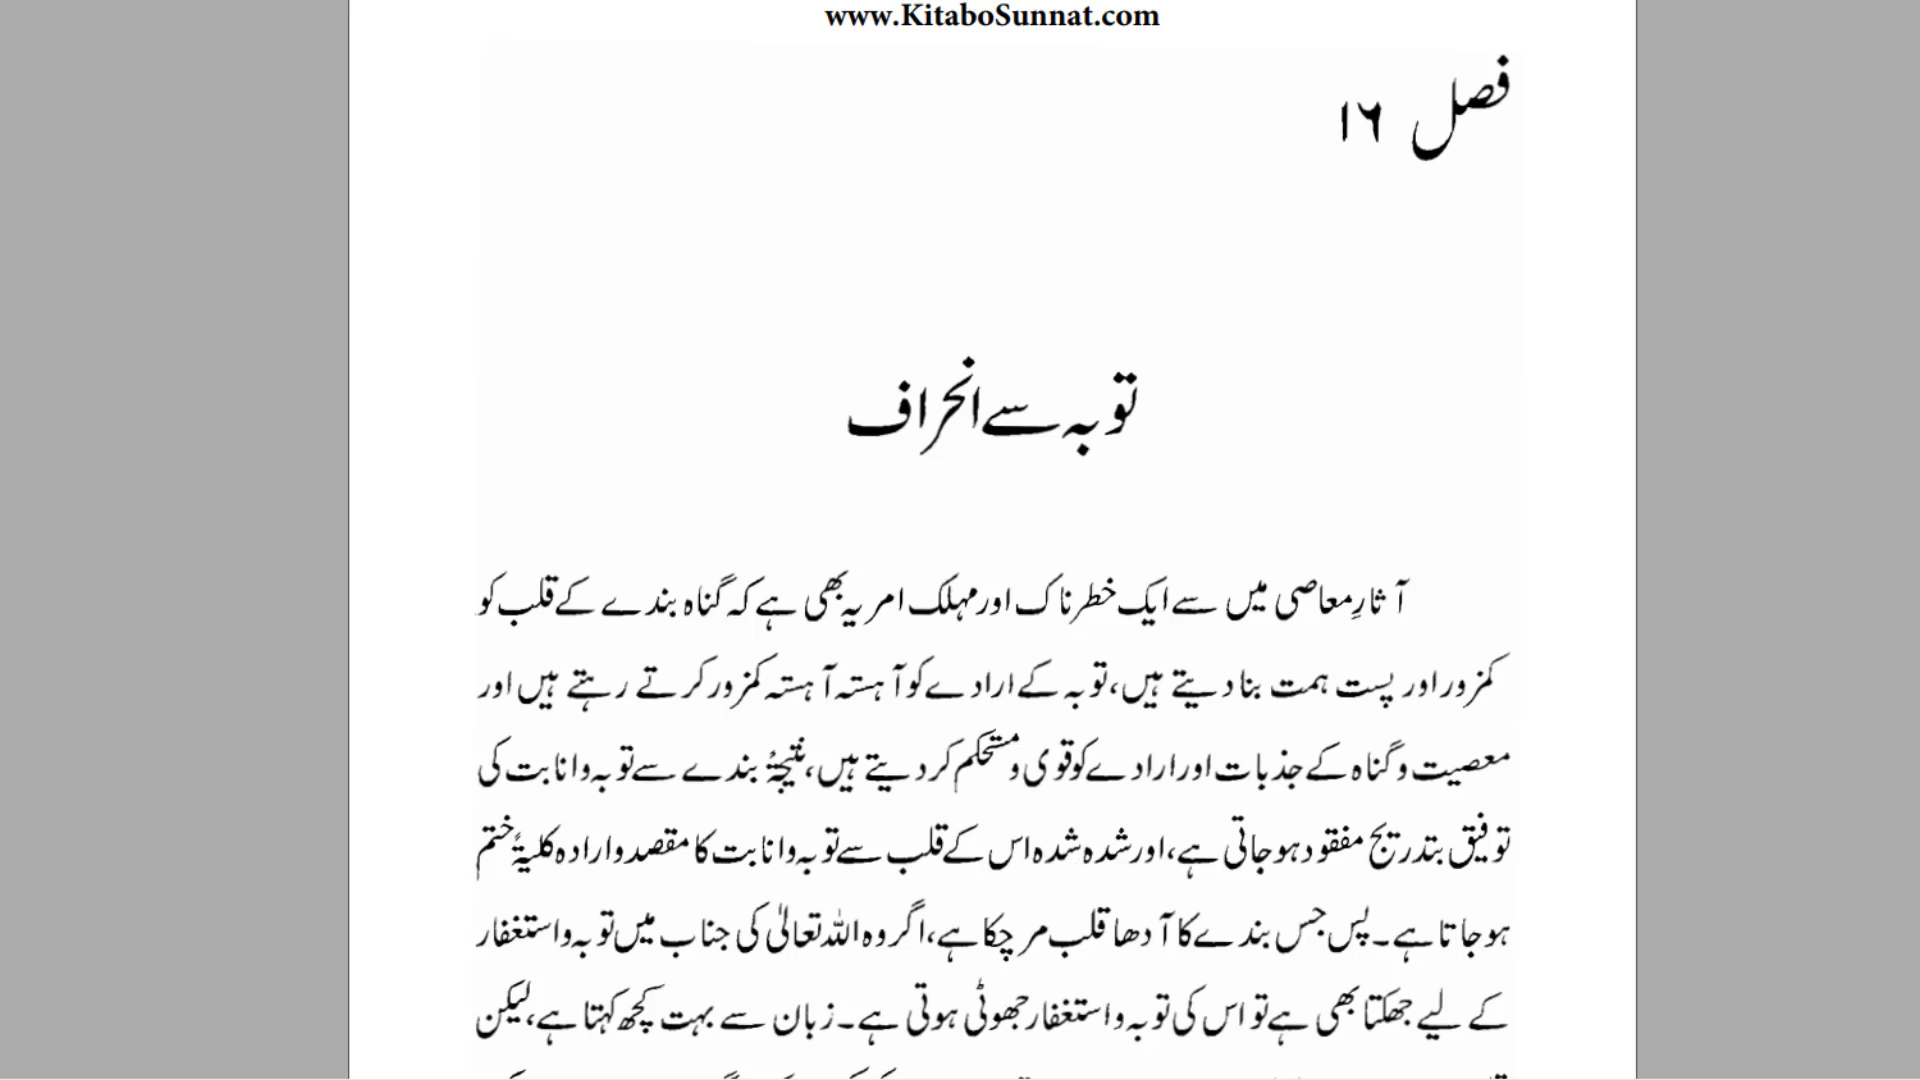 www.KitaboSunnat.com
فصل ۱۶
توبہ سے انحراف
آثارِ معاصی میں سے ایک خطرناک اور مہلک امر یہ بھی ہے کہ گناہ بندے کے قلب کو
کمزور اور پست ہمت بنا دیتے ہیں، توبہ کے ارادے کو آہستہ آہستہ کمزور کرتے رہتے ہیں اور
معصیت و گناہ کے جذبات اور ارادے کو قوی و مستحکم کر دیتے ہیں، نتیجۃً بندے سے توبہ و انابت کی
توفیق بتدریج مفقود ہو جاتی ہے، اور شدہ شدہ اس کے قلب سے توبہ و انابت کا مقصد و ارادہ کلیۃً ختم
ہو جاتا ہے۔ پس جس بندے کا آدھا قلب مر چکا ہے، اگر وہ اللہ تعالیٰ کی جناب میں توبہ و استغفار
کے لیے جھکتا بھی ہے تو اس کی توبہ و استغفار جھوٹی ہوتی ہے۔ زبان سے بہت کچھ کہتا ہے، لیکن